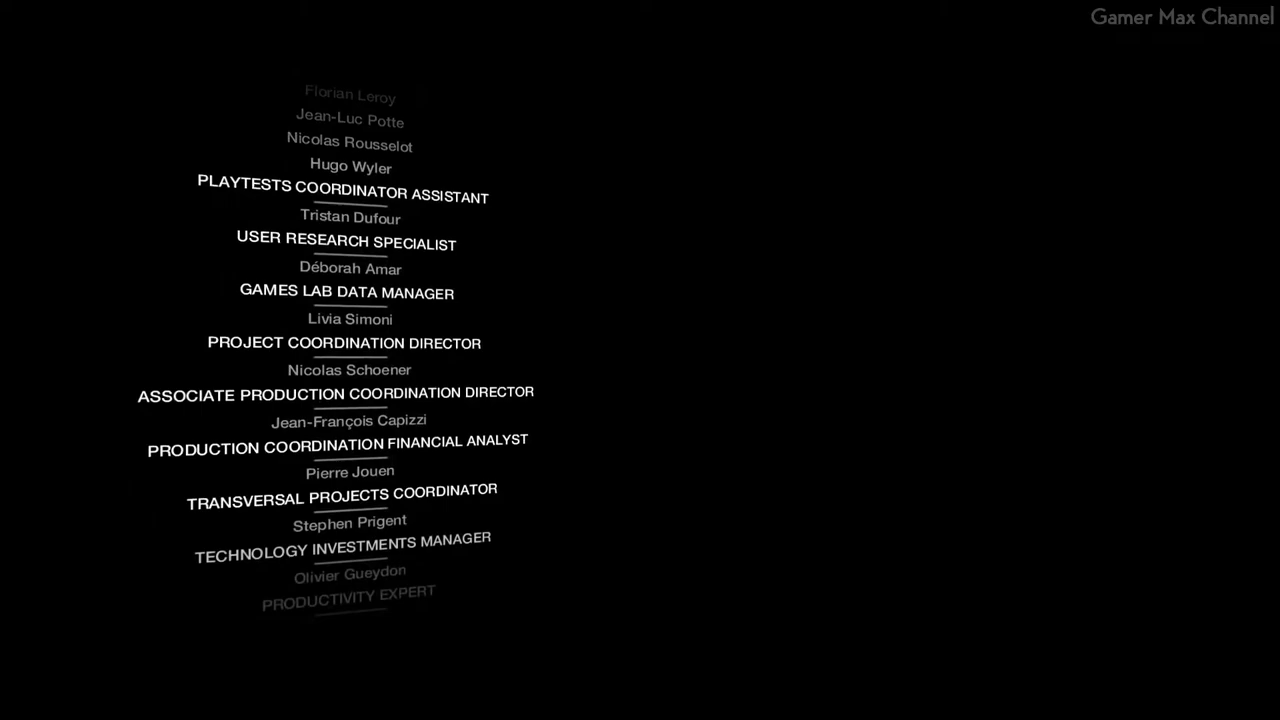 Gamer Max Channel
Florian Leroy
Jean-Luc Potte
Nicolas Rousselot
Hugo Wyler
PLAYTESTS COORDINATOR ASSISTANT
Tristan Dufour
USER RESEARCH SPECIALIST
Déborah Amar
GAMES LAB DATA MANAGER
Livia Simoni
PROJECT COORDINATION DIRECTOR
Nicolas Schoener
ASSOCIATE PRODUCTION COORDINATION DIRECTOR
Jean-François Capizzi
PRODUCTION COORDINATION FINANCIAL ANALYST
Pierre Jouen
TRANSVERSAL PROJECTS COORDINATOR
Stephen Prigent
TECHNOLOGY INVESTMENTS MANAGER
Olivier Gueydon
PRODUCTIVITY EXPERT